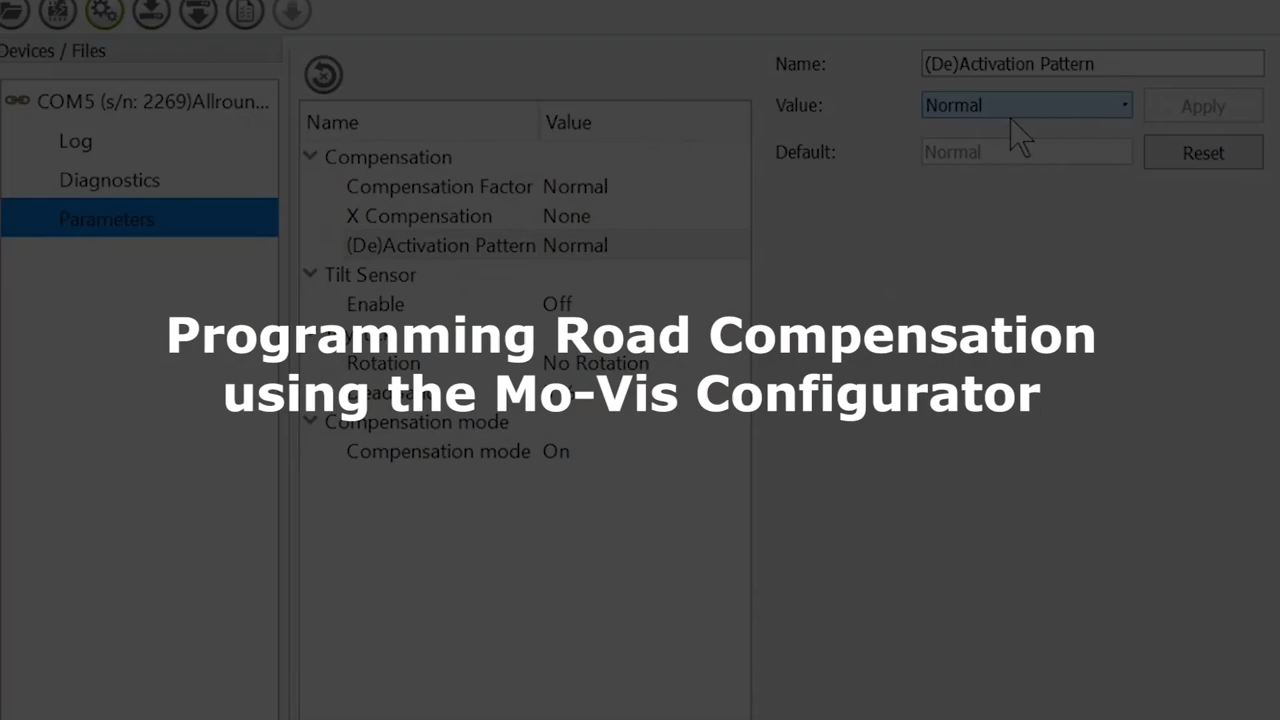 Devices / Files
COM5 (s/n: 2269)Allroun...
Log
Diagnostics
Parameters
Name Value
Compensation
Compensation Factor Normal
X Compensation None
(De)Activation Pattern Normal
Tilt Sensor
Enable Off
Rotation No Rotation
Compensation mode
Compensation mode On
Name: (De)Activation Pattern
Value: Normal Apply
Default: Normal Reset
Programming Road Compensation
using the Mo-Vis Configurator